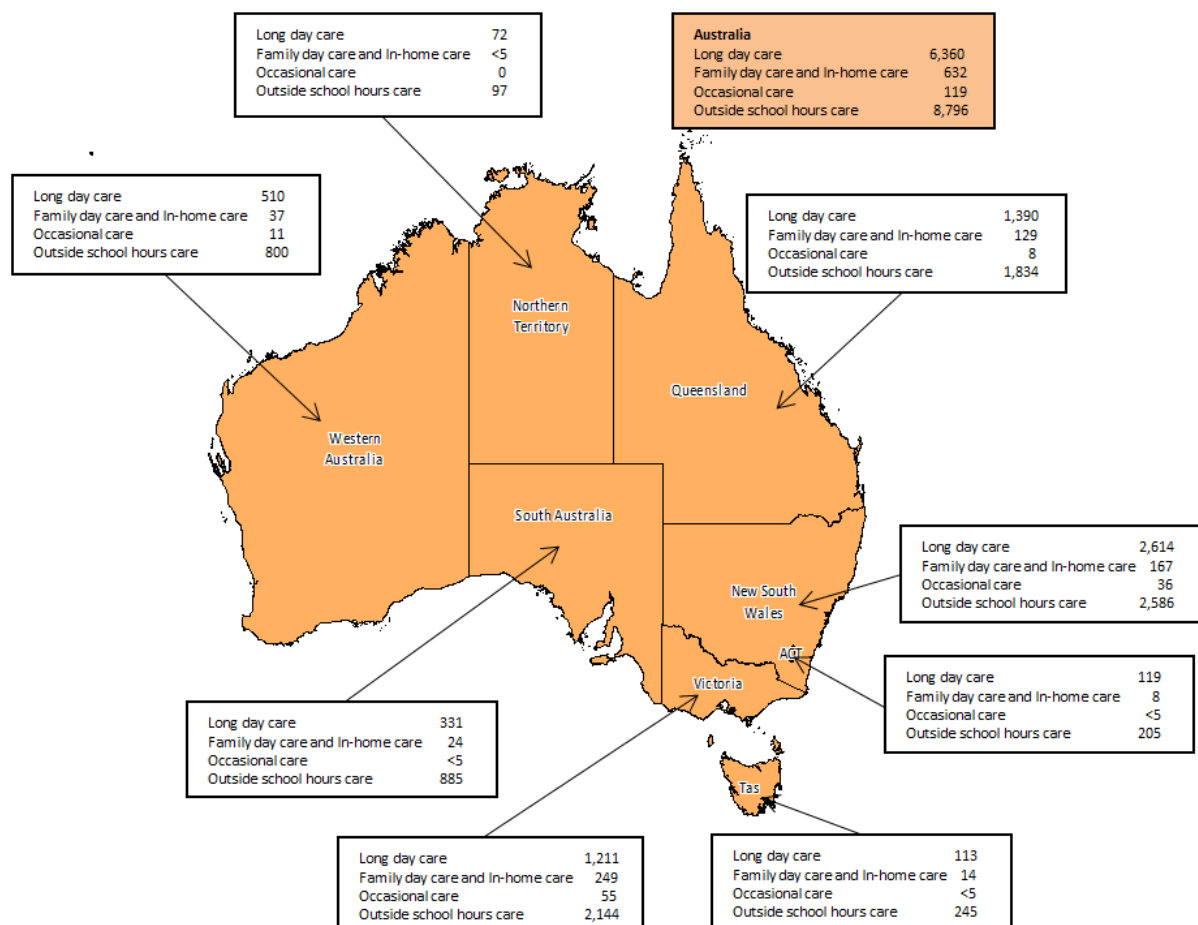 Long day care 72
Family day care and In-home care <5
Occasional care 0
Outside school hours care 97
Australia
Long day care 6,360
Family day care and In-home care 632
Occasional care 119
Outside school hours care 8,796
Long day care 510
Family day care and In-home care 37
Occasional care 11
Outside school hours care 800
Long day care 1,390
Family day care and In-home care 129
Occasional care 8
Outside school hours care 1,834
Northern
Territory
Queensland
Western
Australia
South Australia
New South
Wales
ACT
Victoria
Tas
Long day care 2,614
Family day care and In-home care 167
Occasional care 36
Outside school hours care 2,586
Long day care 119
Family day care and In-home care 8
Occasional care <5
Outside school hours care 205
Long day care 331
Family day care and In-home care 24
Occasional care <5
Outside school hours care 885
Long day care 1,211
Family day care and In-home care 249
Occasional care 55
Outside school hours care 2,144
Long day care 113
Family day care and In-home care 14
Occasional care <5
Outside school hours care 245